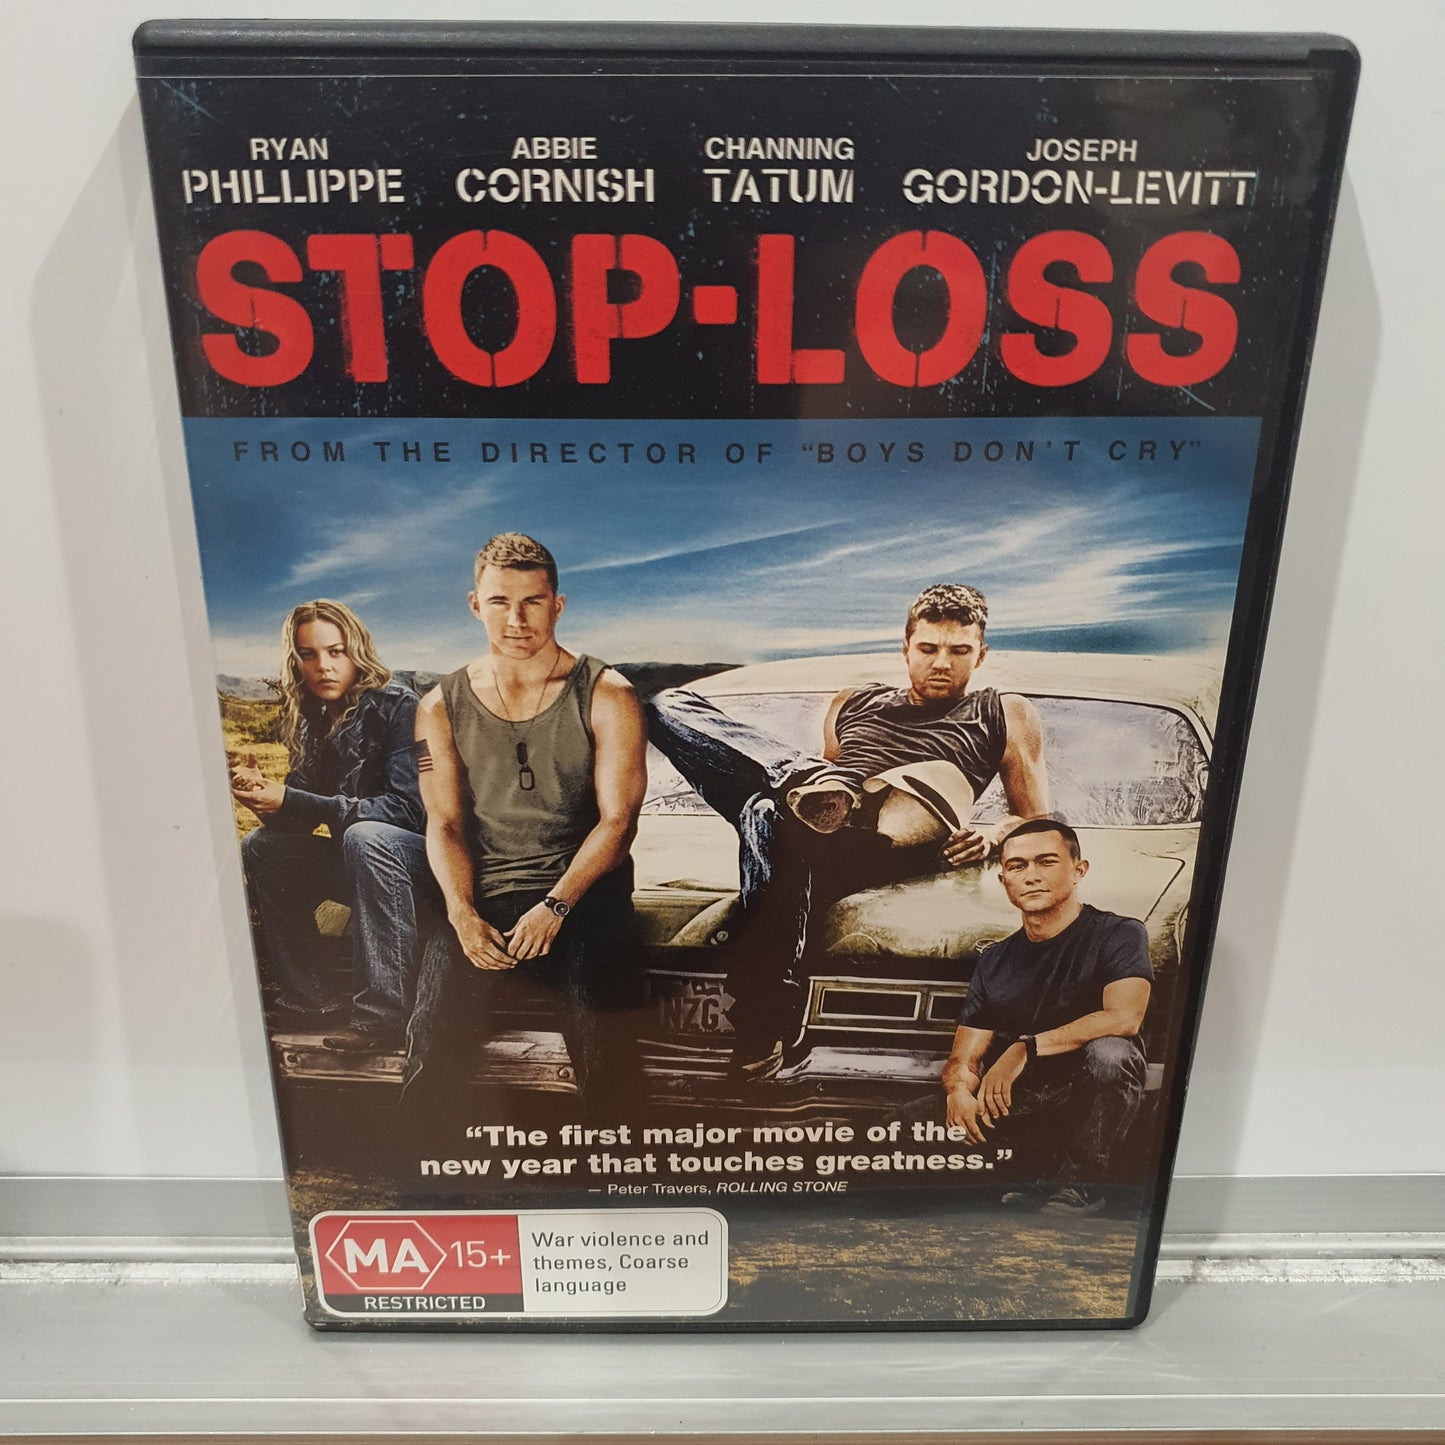 RYAN PHILLIPPE ABBIE CORNISH CHANNING TATUM JOSEPH GORDON-LEVITT
STOP-LOSS
FROM THE DIRECTOR OF "BOYS DON'T CRY"
NZG
"The first major movie of the
new year that touches greatness."
— Peter Travers, ROLLING STONE
MA 15+
RESTRICTED
War violence and
themes, Coarse
language